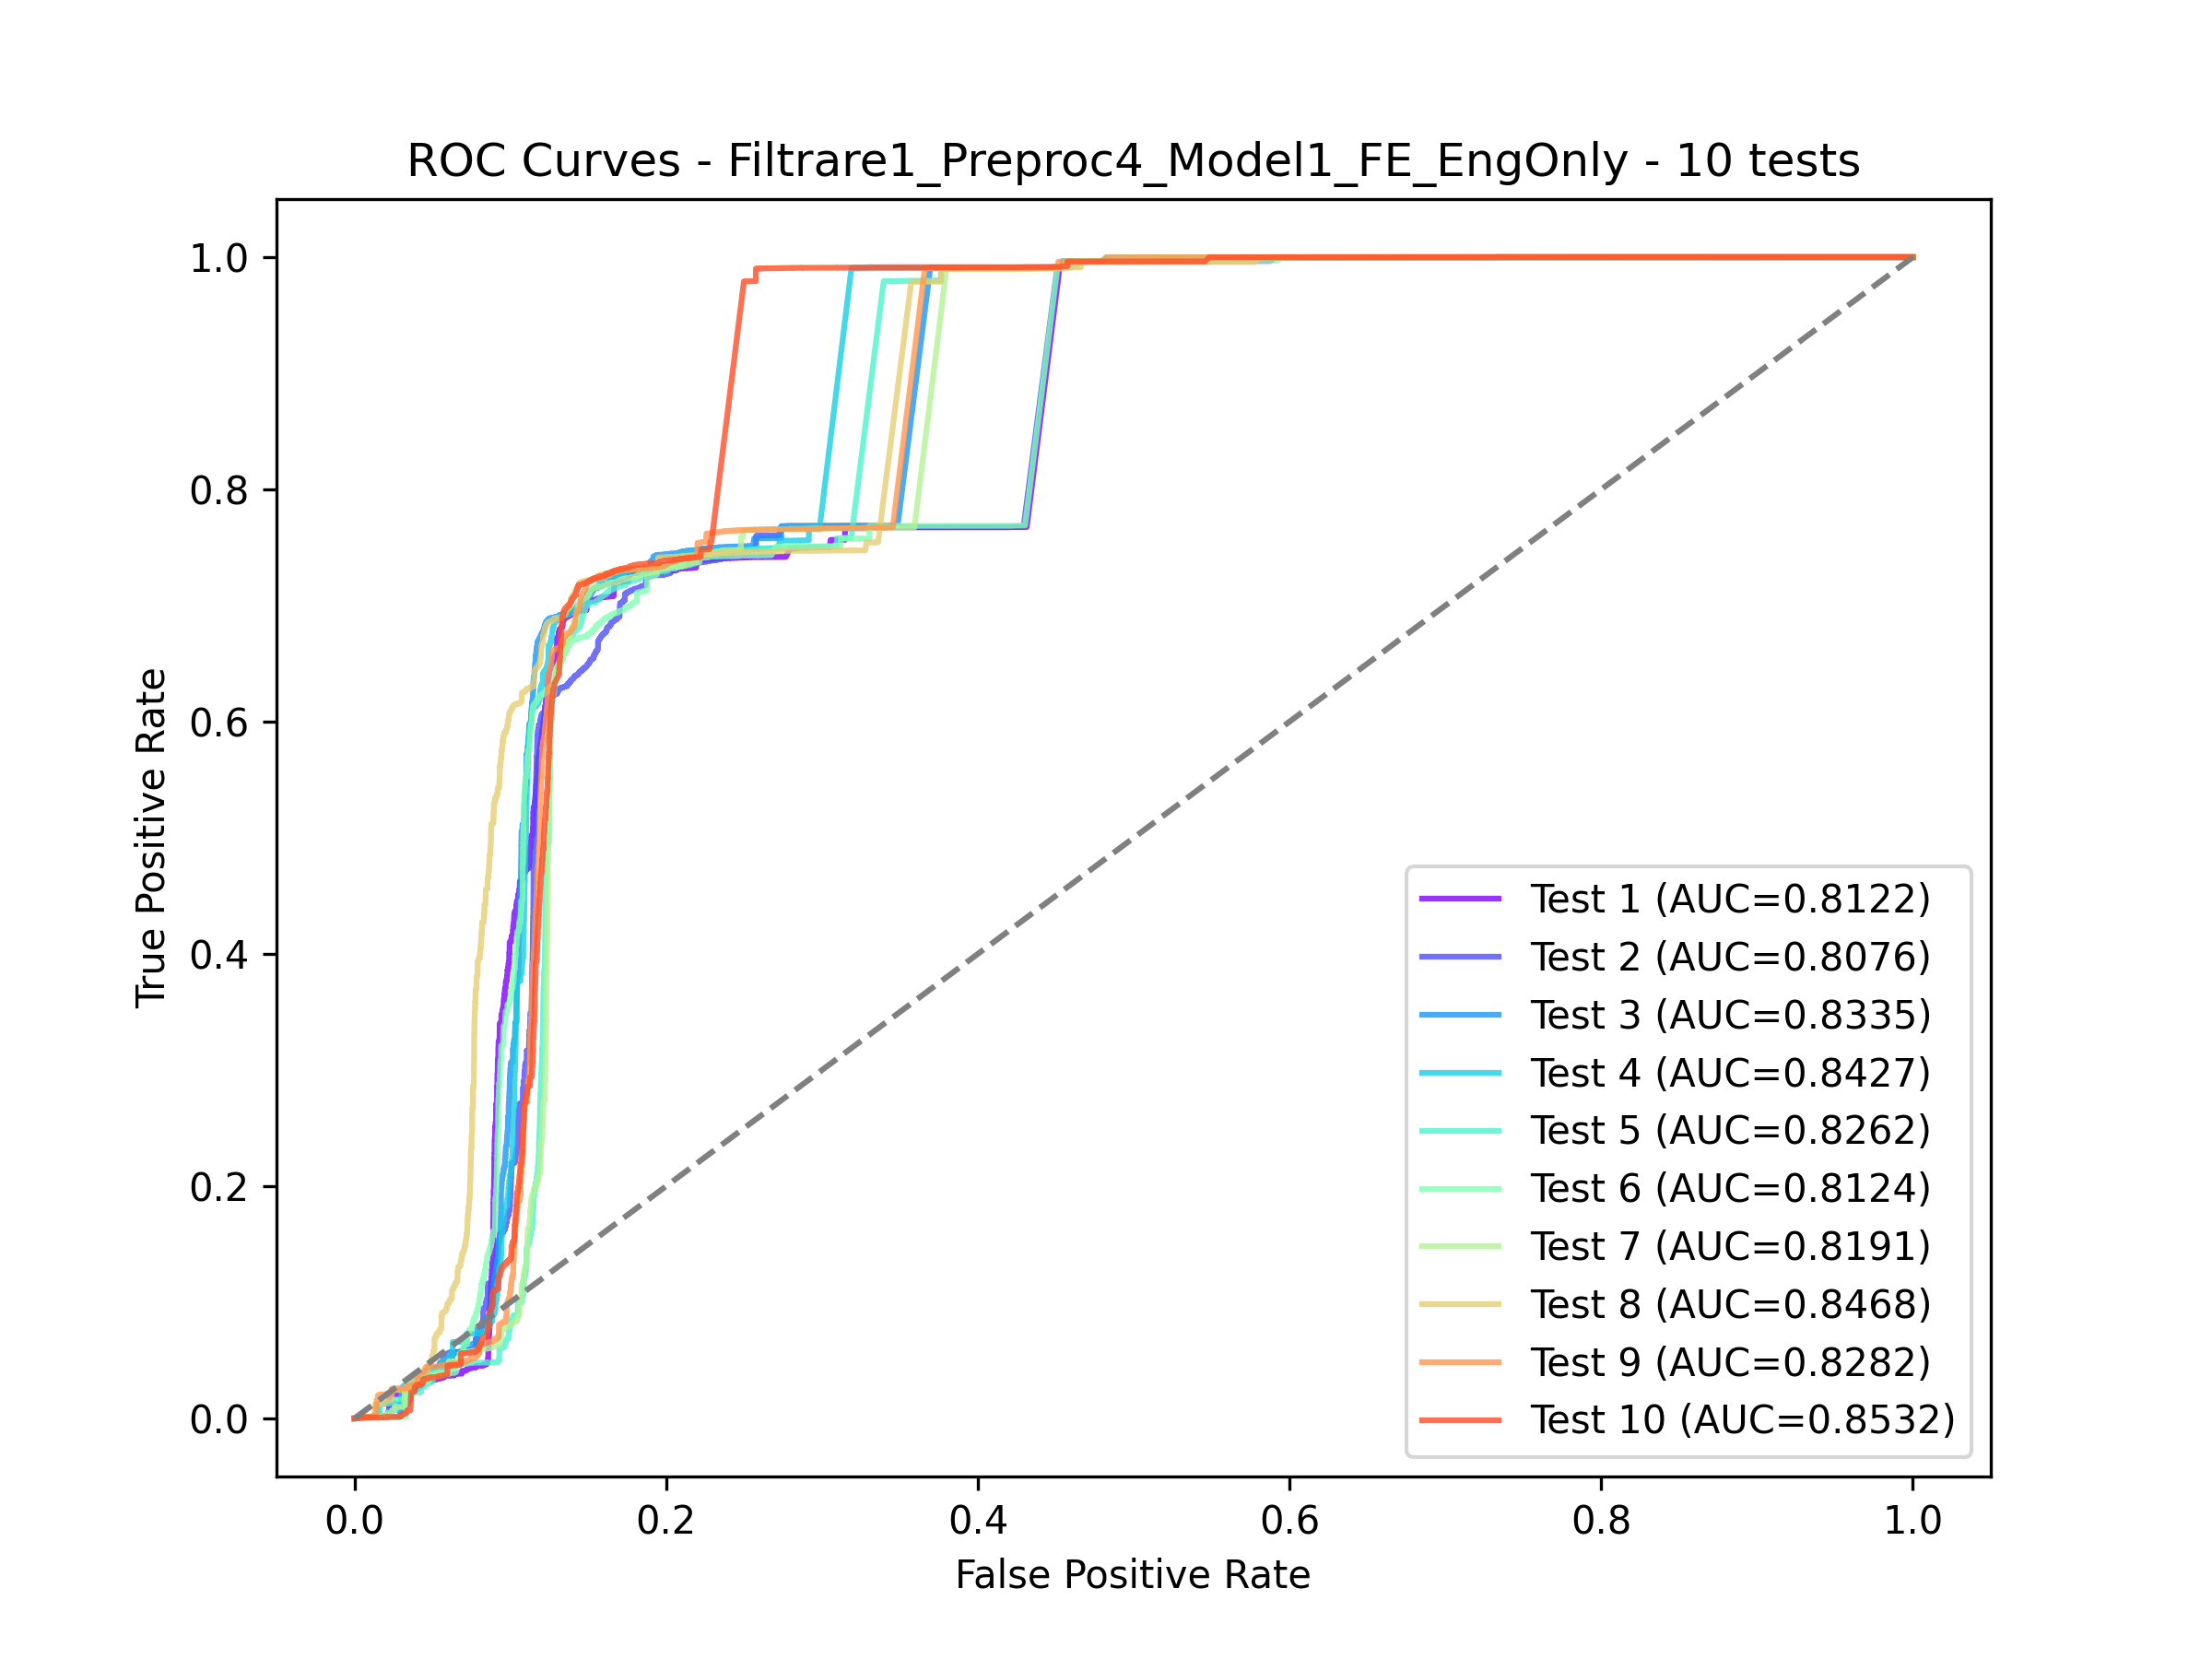 ROC Curves - Filtrare1_Preproc4_Model1_FE_EngOnly - 10 tests
True Positive Rate
1.0
0.8
0.6
0.4
0.2
0.0
Test 1 (AUC=0.8122)
Test 2 (AUC=0.8076)
Test 3 (AUC=0.8335)
Test 4 (AUC=0.8427)
Test 5 (AUC=0.8262)
Test 6 (AUC=0.8124)
Test 7 (AUC=0.8191)
Test 8 (AUC=0.8468)
Test 9 (AUC=0.8282)
Test 10 (AUC=0.8532)
0.0 0.2 0.4 0.6 0.8 1.0
False Positive Rate